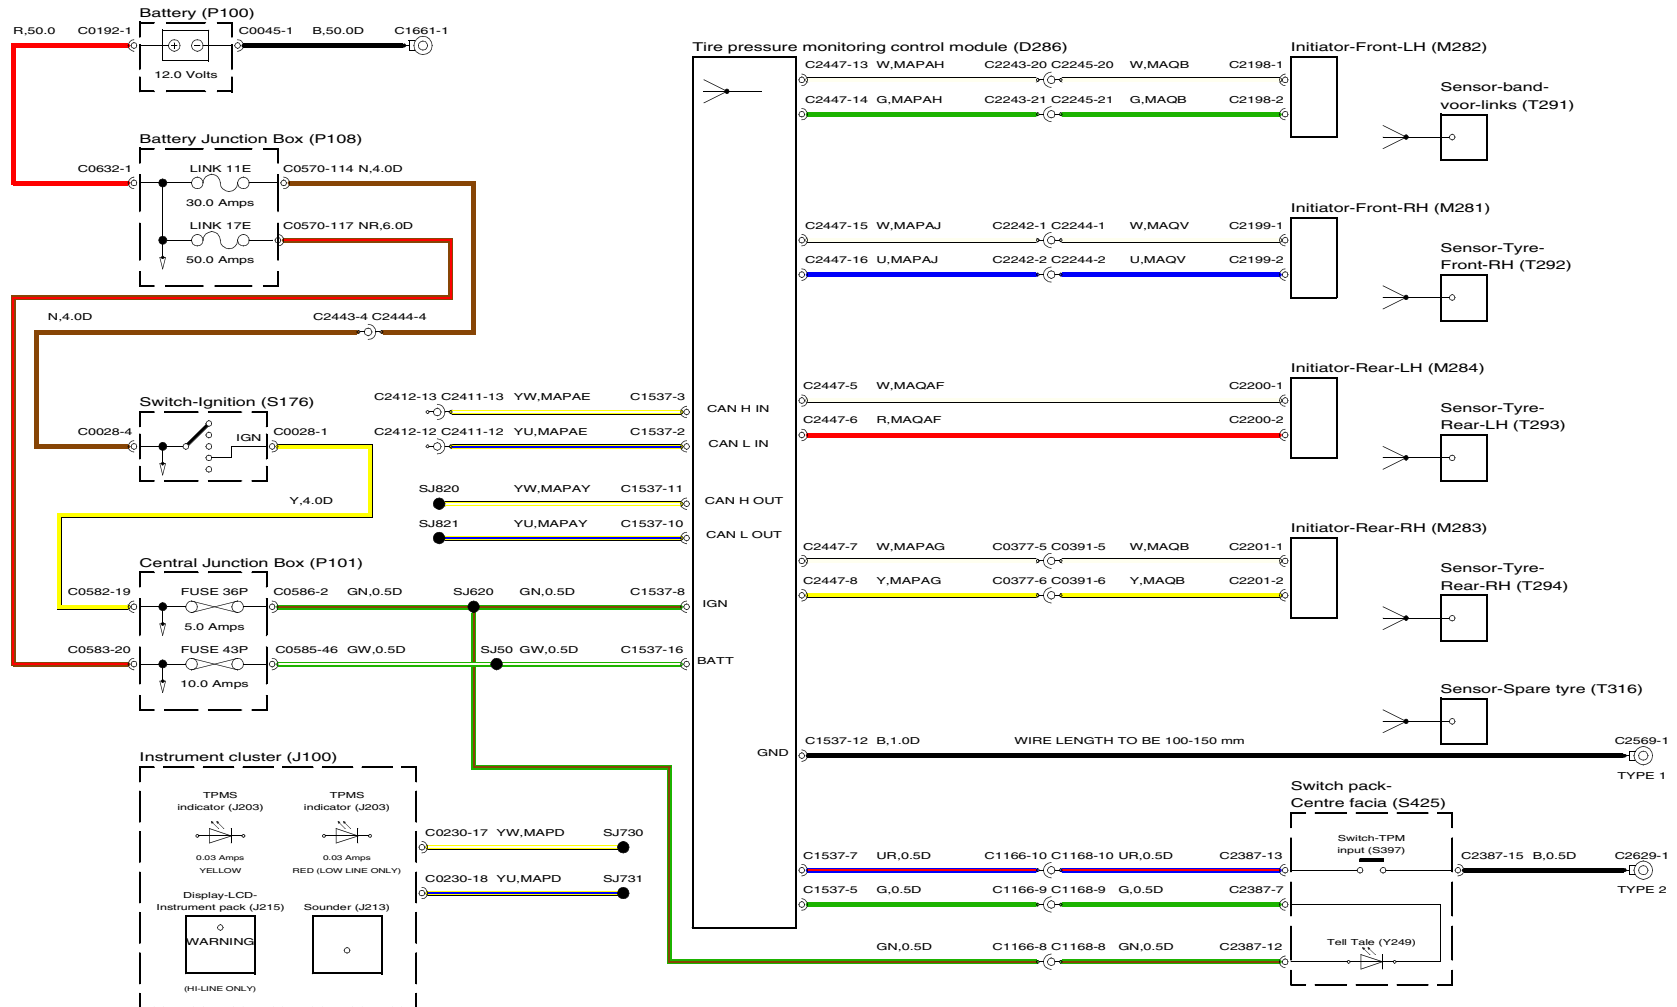 Battery (P100)
R,50.0 C0192-1 C0045-1 B,50.0D C1661-1
12.0 Volts
Battery Junction Box (P108)
C0632-1 LINK 11E C0570-114 N,4.0D
30.0 Amps
LINK 17E C0570-117 NR,6.0D
50.0 Amps
N,4.0D C2443-4 C2444-4
Switch-Ignition (S176)
C0028-4 IGN C0028-1
Y,4.0D
Central Junction Box (P101)
C0582-19 FUSE 36P C0586-2 GN,0.5D SJ620 GN,0.5D C1537-8 IGN
5.0 Amps
C0583-20 FUSE 43P C0585-46 GW,0.5D SJ50 GW,0.5D C1537-16 BATT
10.0 Amps
C2412-13 C2411-13 YW,MAPAE C1537-3 CAN H IN
C2412-12 C2411-12 YU,MAPAE C1537-2 CAN L IN
SJ820 YW,MAPAY C1537-11 CAN H OUT
SJ821 YU,MAPAY C1537-10 CAN L OUT
Instrument cluster (J100)
TPMS
indicator (J203)
0.03 Amps
YELLOW
TPMS
indicator (J203)
0.03 Amps
RED (LOW LINE ONLY)
Display-LCD-
Instrument pack (J215)
WARNING
(HI-LINE ONLY)
Sounder (J213)
C0230-17 YW,MAPD SJ730
C0230-18 YU,MAPD SJ731
Tire pressure monitoring control module (D286)
C2447-13 W,MAPAH C2243-20 C2245-20 W,MAQB C2198-1
C2447-14 G,MAPAH C2243-21 C2245-21 G,MAQB C2198-2
Initiator-Front-LH (M282)
Sensor-band-
voor-links (T291)
C2447-15 W,MAPAJ C2242-1 C2244-1 W,MAQV C2199-1
C2447-16 U,MAPAJ C2242-2 C2244-2 U,MAQV C2199-2
Initiator-Front-RH (M281)
Sensor-Tyre-
Front-RH (T292)
C2447-5 W,MAQAF C2200-1
C2447-6 R,MAQAF C2200-2
Initiator-Rear-LH (M284)
Sensor-Tyre-
Rear-LH (T293)
C2447-7 W,MAPAG C0377-5 C0391-5 W,MAQB C2201-1
C2447-8 Y,MAPAG C0377-6 C0391-6 Y,MAQB C2201-2
Initiator-Rear-RH (M283)
Sensor-Tyre-
Rear-RH (T294)
Sensor-Spare tyre (T316)
GND C1537-12 B,1.0D WIRE LENGTH TO BE 100-150 mm C2569-1
TYPE 1
Switch pack-
Centre facia (S425)
Switch-TPM
input (S397)
C1537-7 UR,0.5D C1166-10 C1168-10 UR,0.5D C2387-13 C2387-15 B,0.5D C2629-1
TYPE 2
C1537-5 G,0.5D C1166-9 C1168-9 G,0.5D C2387-7
GN,0.5D C1166-8 C1168-8 GN,0.5D C2387-12 Tell Tale (Y249)